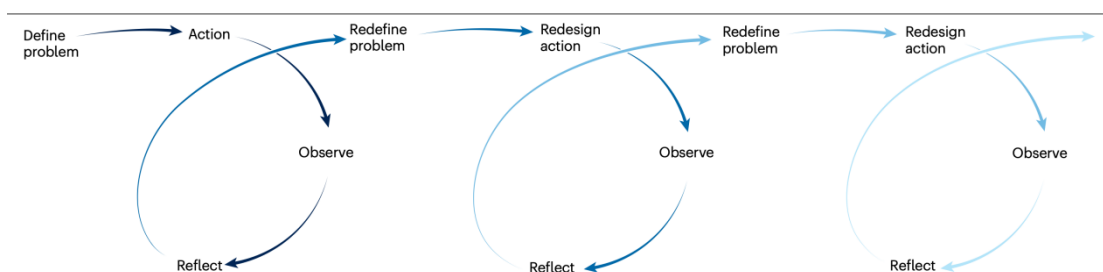 Define
problem
Action
Observe
Reflect
Redefine
problem
Redesign
action
Observe
Reflect
Redefine
problem
Redesign
action
Observe
Reflect